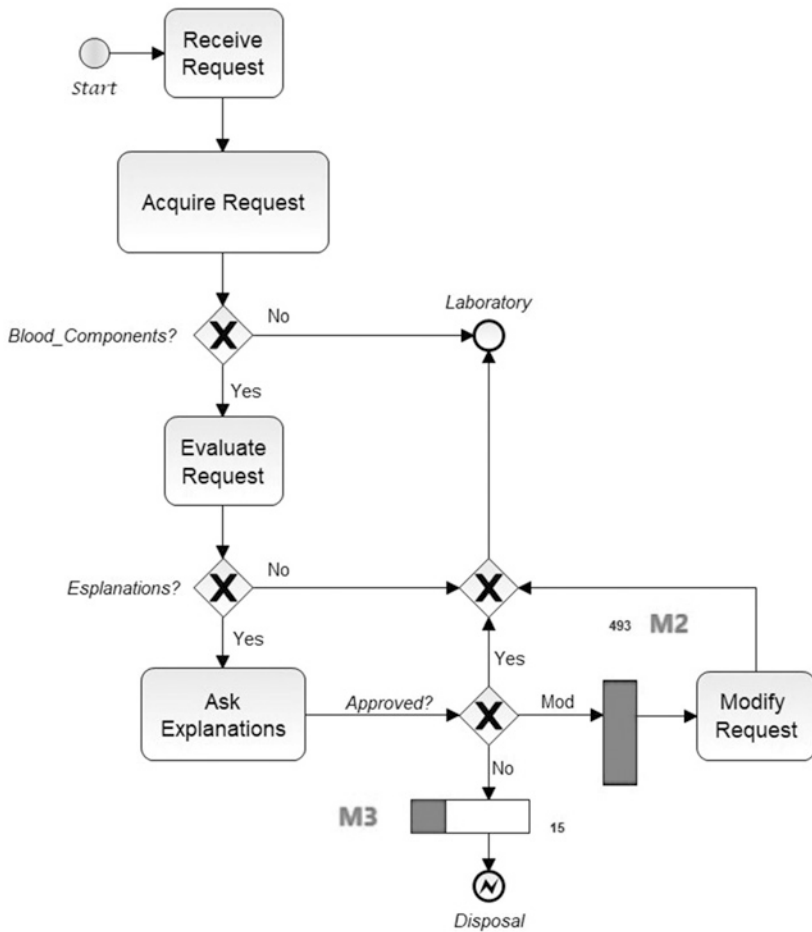 Receive
Request
Start
Acquire Request
Blood_Components?
No
Laboratory
Yes
Evaluate
Request
Esplanations?
No
Yes
493 M2
Yes
Ask
Explanations
Approved?
Mod
Modify
Request
No
M3
15
Disposal